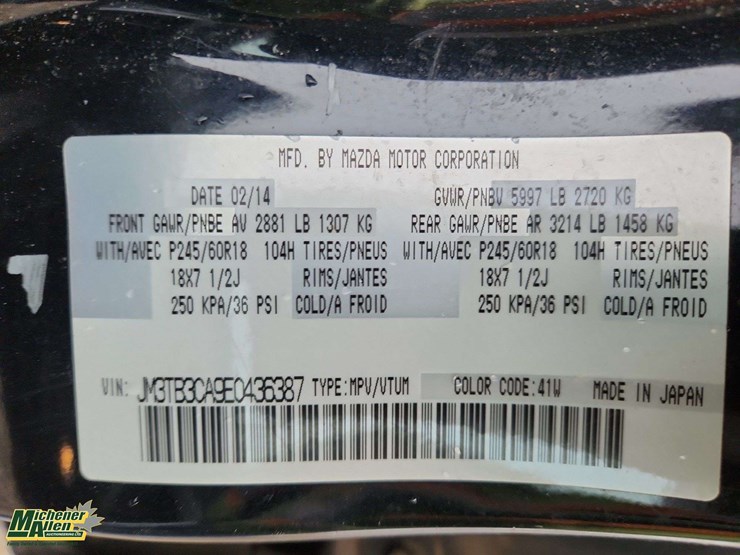 MFD. BY MAZDA MOTOR CORPORATION
DATE 02/14 GVWR/PNBV 5997 LB 2720 KG
FRONT GAWR/PNBE AV 2881 LB 1307 KG REAR GAWR/PNBE AR 3214 LB 1458 KG
WITH/AVEC P245/60R18 104H TIRES/PNEUS WITH/AVEC P245/60R18 104H TIRES/PNEUS
18X7 1/2J RIMS/JANTES 18X7 1/2J RIMS/JANTES
250 KPA/36 PSI COLD/A FROID 250 KPA/36 PSI COLD/A FROID
VIN: JM3TB3CA9E0436387 TYPE:MPV/VTUM COLOR CODE:41W MADE IN JAPAN
Michener
Allen
AUCTIONEERING LTD.